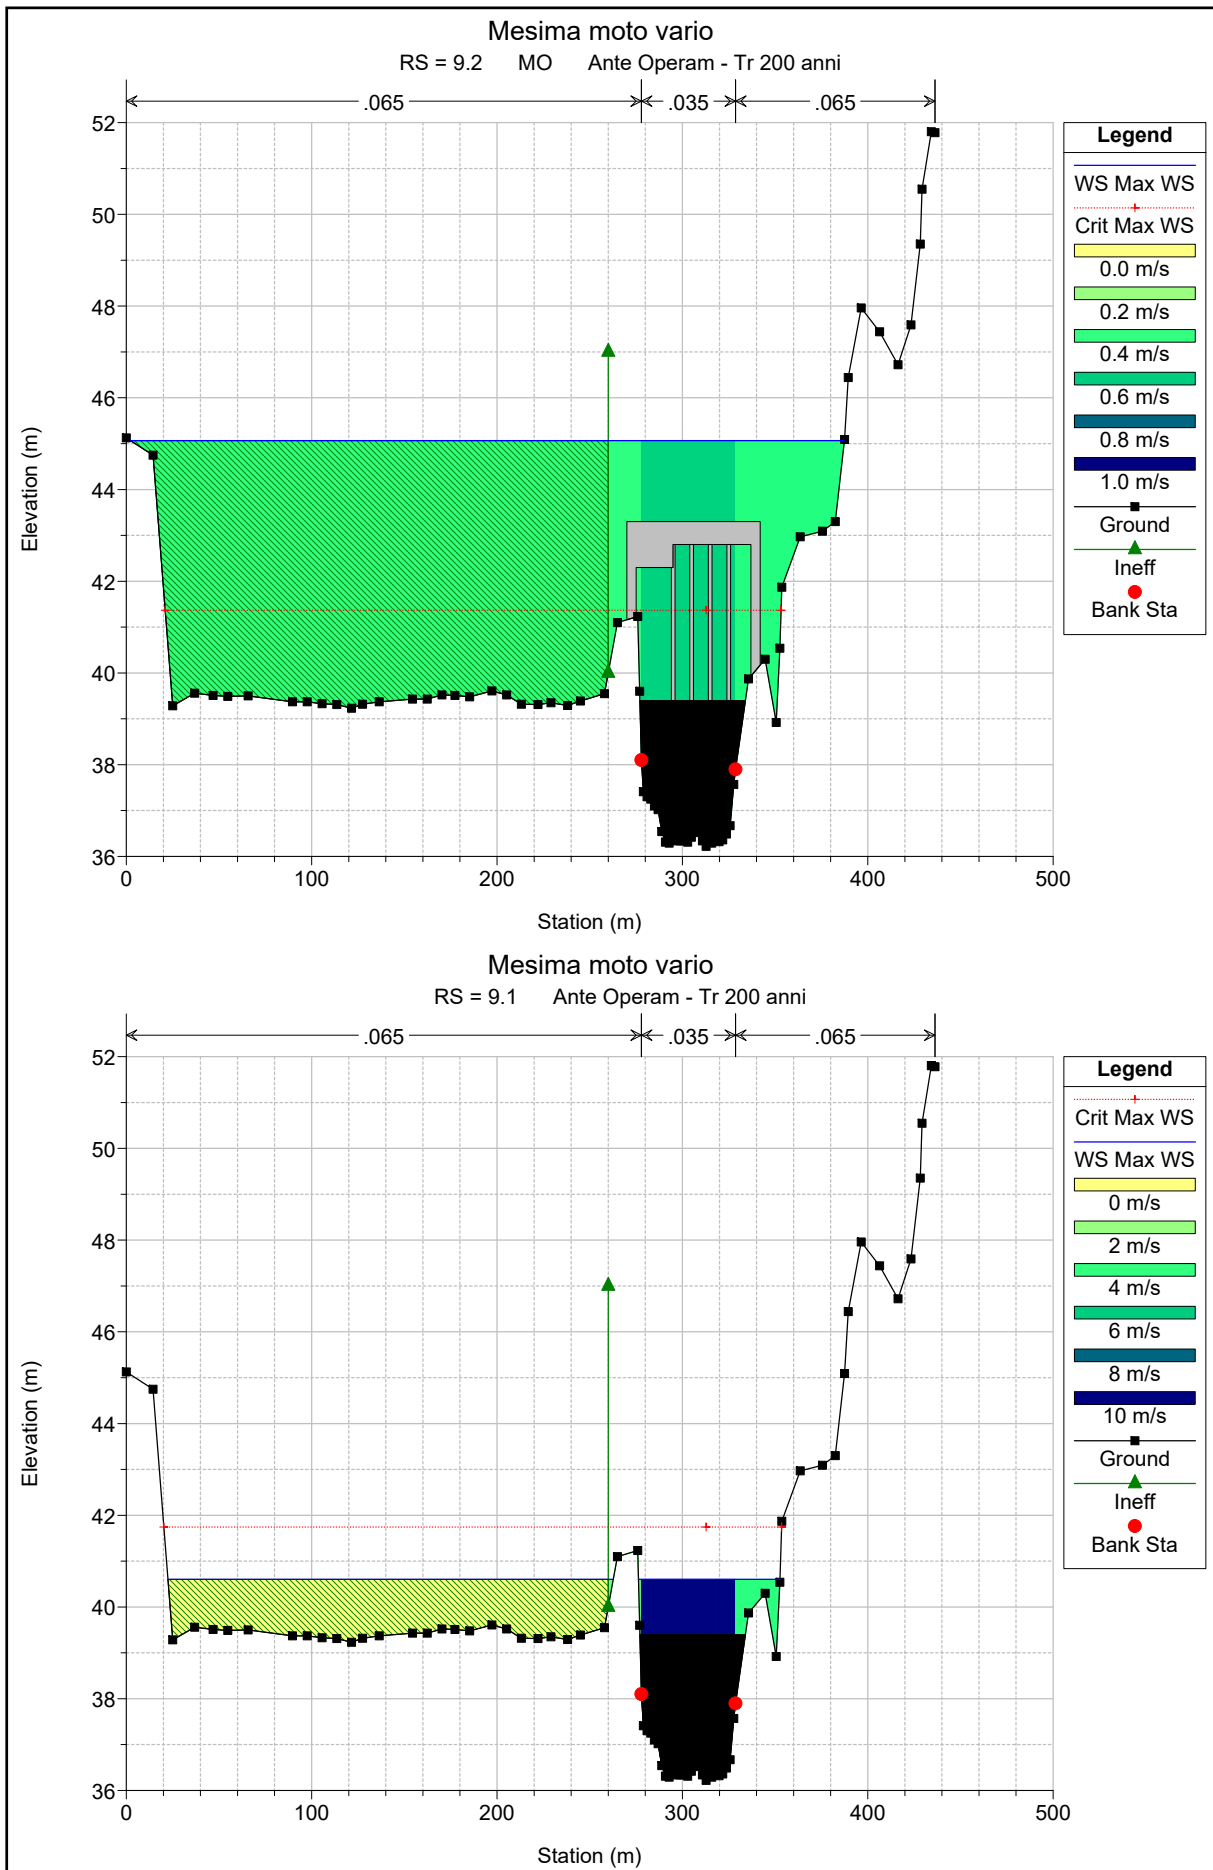 Mesima moto vario
RS = 9.2 MO Ante Operam - Tr 200 anni
.065 .035 .065
52
50
48
46
44
42
40
38
36
Elevation (m)
0 100 200 300 400 500
Station (m)
Legend
WS Max WS
Crit Max WS
0.0 m/s
0.2 m/s
0.4 m/s
0.6 m/s
0.8 m/s
1.0 m/s
Ground
Ineff
Bank Sta
Mesima moto vario
RS = 9.1 Ante Operam - Tr 200 anni
.065 .035 .065
52
50
48
46
44
42
40
38
36
Elevation (m)
0 100 200 300 400 500
Station (m)
Legend
Crit Max WS
WS Max WS
0 m/s
2 m/s
4 m/s
6 m/s
8 m/s
10 m/s
Ground
Ineff
Bank Sta